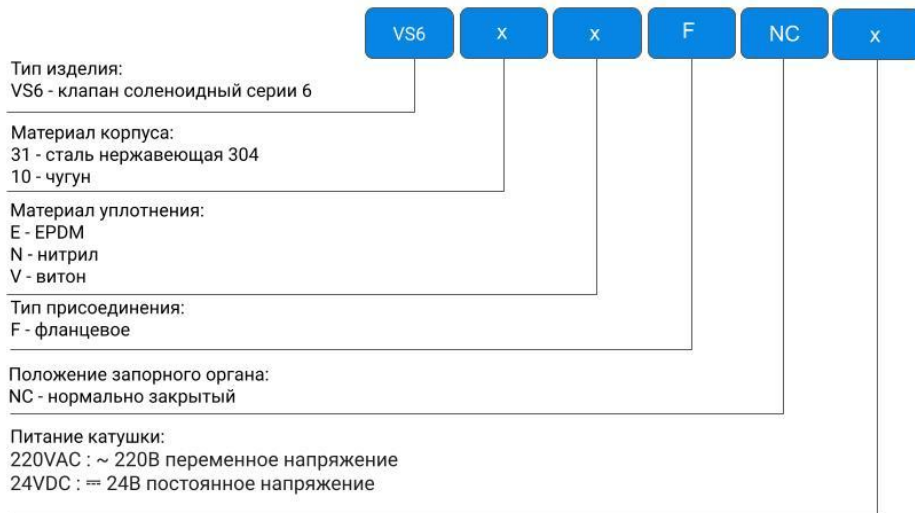 VS6 x x F NC x
Тип изделия:
VS6 - клапан соленоидный серии 6
Материал корпуса:
31 - сталь нержавеющая 304
10 - чугун
Материал уплотнения:
E - EPDM
N - нитрил
V - витон
Тип присоединения:
F - фланцевое
Положение запорного органа:
NC - нормально закрытый
Питание катушки:
220VAC : ~ 220В переменное напряжение
24VDC : ⎓ 24В постоянное напряжение